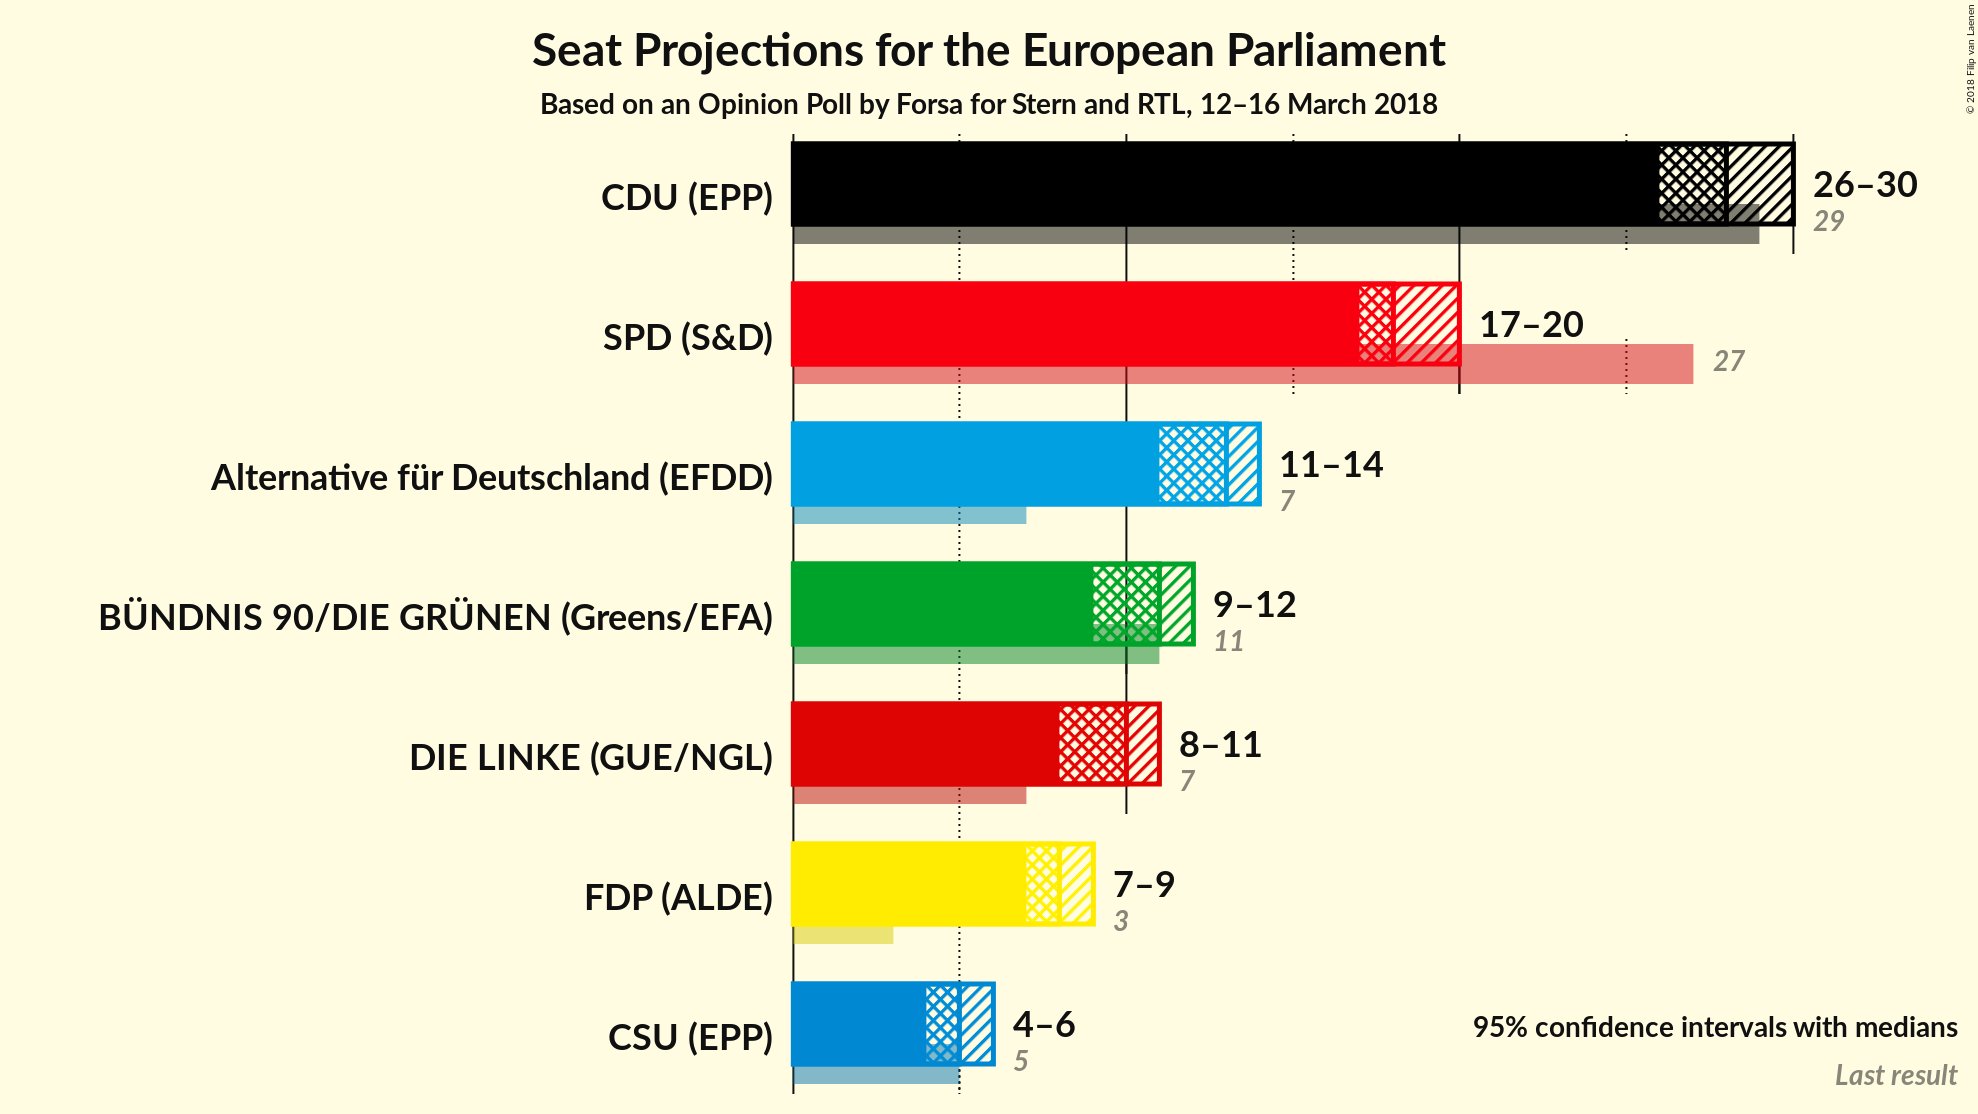 Seat Projections for the European Parliament
Based on an Opinion Poll by Forsa for Stern and RTL, 12–16 March 2018
© 2018 Filip van Laenen
CDU (EPP)
26–30
29
SPD (S&D)
17–20
27
Alternative für Deutschland (EFDD)
11–14
7
BÜNDNIS 90/DIE GRÜNEN (Greens/EFA)
9–12
11
DIE LINKE (GUE/NGL)
8–11
7
FDP (ALDE)
7–9
3
CSU (EPP)
4–6
5
95% confidence intervals with medians
Last result